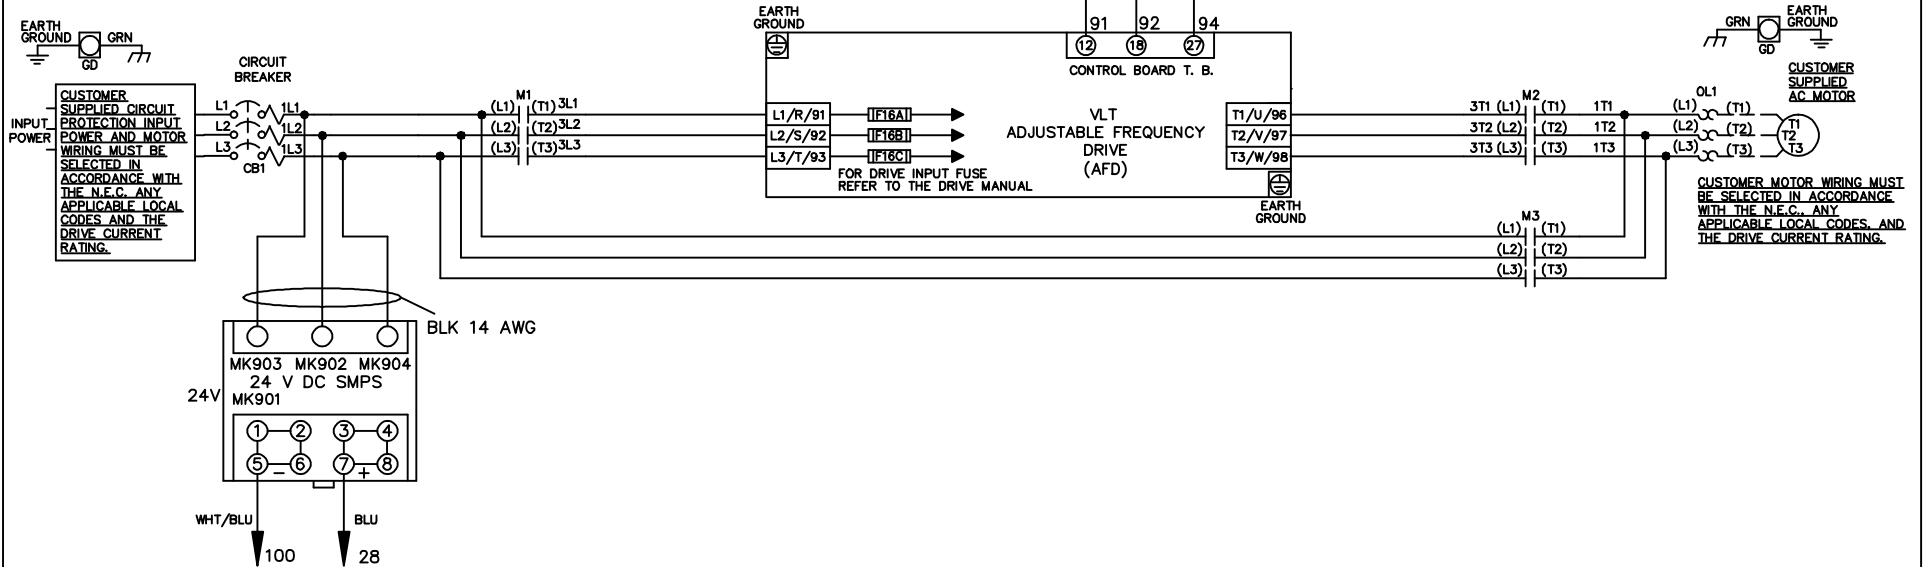 EARTH
GROUND
GRN
GD
CUSTOMER
SUPPLIED CIRCUIT
PROTECTION INPUT
POWER AND MOTOR
WIRING MUST BE
SELECTED IN
ACCORDANCE WITH
THE N.E.C. ANY
APPLICABLE LOCAL
CODES AND THE
DRIVE CURRENT
RATING.
INPUT
POWER
CIRCUIT
BREAKER
L1 1L1
L2 1L2
L3 1L3
CB1
M1
(L1) (T1) 3L1
(L2) (T2) 3L2
(L3) (T3) 3L3
EARTH
GROUND
91 92 94
12 18 27
CONTROL BOARD T. B.
L1/R/91 F16A
L2/S/92 F16B
L3/T/93 F16C
FOR DRIVE INPUT FUSE
REFER TO THE DRIVE MANUAL
VLT
ADJUSTABLE FREQUENCY
DRIVE
(AFD)
T1/U/96
T2/V/97
T3/W/98
EARTH
GROUND
M2
3T1 (L1) (T1) 1T1
3T2 (L2) (T2) 1T2
3T3 (L3) (T3) 1T3
M3
(L1) (T1)
(L2) (T2)
(L3) (T3)
GRN
EARTH
GROUND
GD
CUSTOMER
SUPPLIED
AC MOTOR
OL1
(L1) (T1)
(L2) (T2)
(L3) (T3)
T1
T2
T3
CUSTOMER MOTOR WIRING MUST
BE SELECTED IN ACCORDANCE
WITH THE N.E.C., ANY
APPLICABLE LOCAL CODES, AND
THE DRIVE CURRENT RATING.
BLK 14 AWG
MK903 MK902 MK904
24 V DC SMPS
24V
MK901
1 2 3 4
5 - 6 7 + 8
WHT/BLU BLU
100 28